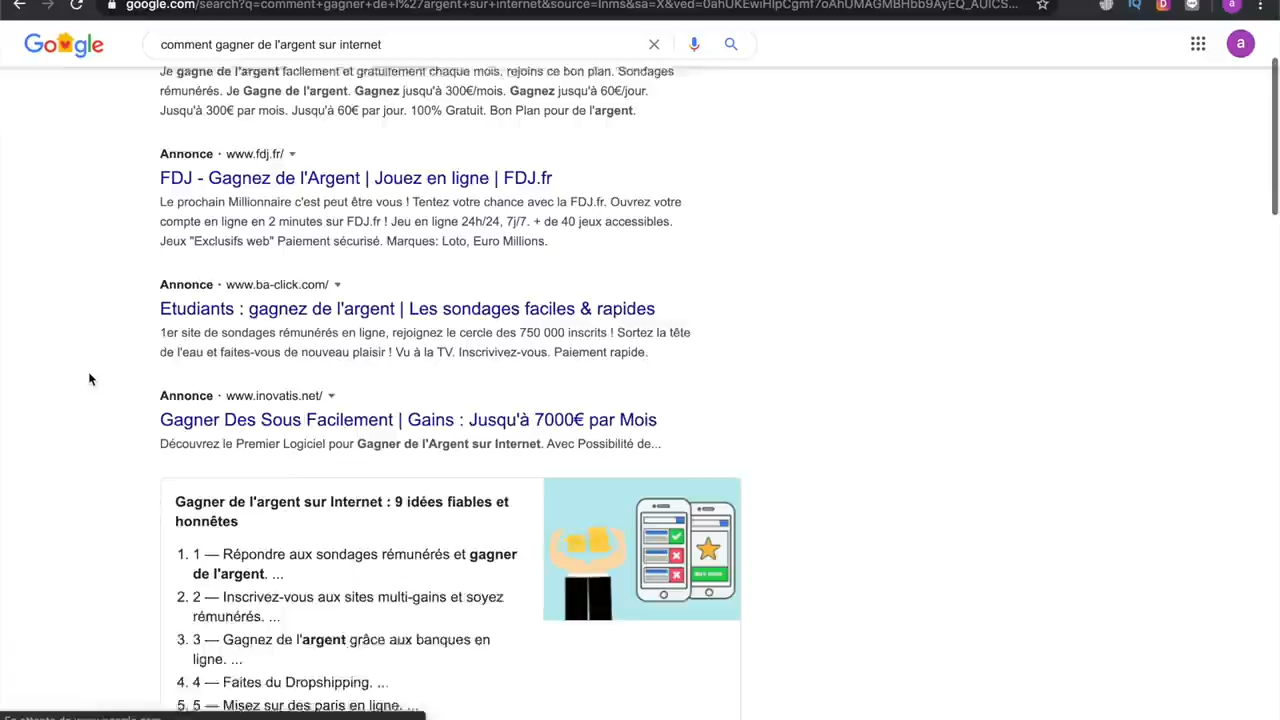 google.com/search?q=comment+gagner+de+l%27argent+sur+internet&source=lnms&sa=X&ved=0ahUKEwiHlpCgmf7oAhUMAGMBHbb9AyEQ_AUICS...
Google
comment gagner de l'argent sur internet
a
Je gagne de l'argent facilement et gratuitement chaque mois, rejoins ce bon plan. Sondages
rémunérés. Je Gagne de l'argent. Gagnez jusqu'à 300€/mois. Gagnez jusqu'à 60€/jour.
Jusqu'à 300€ par mois. Jusqu'à 60€ par jour. 100% Gratuit. Bon Plan pour de l'argent.
Annonce · www.fdj.fr/
FDJ - Gagnez de l'Argent | Jouez en ligne | FDJ.fr
Le prochain Millionnaire c'est peut être vous ! Tentez votre chance avec la FDJ.fr. Ouvrez votre
compte en ligne en 2 minutes sur FDJ.fr ! Jeu en ligne 24h/24, 7j/7. + de 40 jeux accessibles.
Jeux "Exclusifs web" Paiement sécurisé. Marques: Loto, Euro Millions.
Annonce · www.ba-click.com/
Etudiants : gagnez de l'argent | Les sondages faciles & rapides
1er site de sondages rémunérés en ligne, rejoignez le cercle des 750 000 inscrits ! Sortez la tête
de l'eau et faites-vous de nouveau plaisir ! Vu à la TV. Inscrivivez-vous. Paiement rapide.
Annonce · www.inovatis.net/
Gagner Des Sous Facilement | Gains : Jusqu'à 7000€ par Mois
Découvrez le Premier Logiciel pour Gagner de l'Argent sur Internet. Avec Possibilité de...
Gagner de l'argent sur Internet : 9 idées fiables et
honnêtes
1. 1 — Répondre aux sondages rémunérés et gagner
de l'argent. ...
2. 2 — Inscrivez-vous aux sites multi-gains et soyez
rémunérés. ...
3. 3 — Gagnez de l'argent grâce aux banques en
ligne. ...
4. 4 — Faites du Dropshipping. ...
5. 5 — Misez sur des paris en ligne. ...